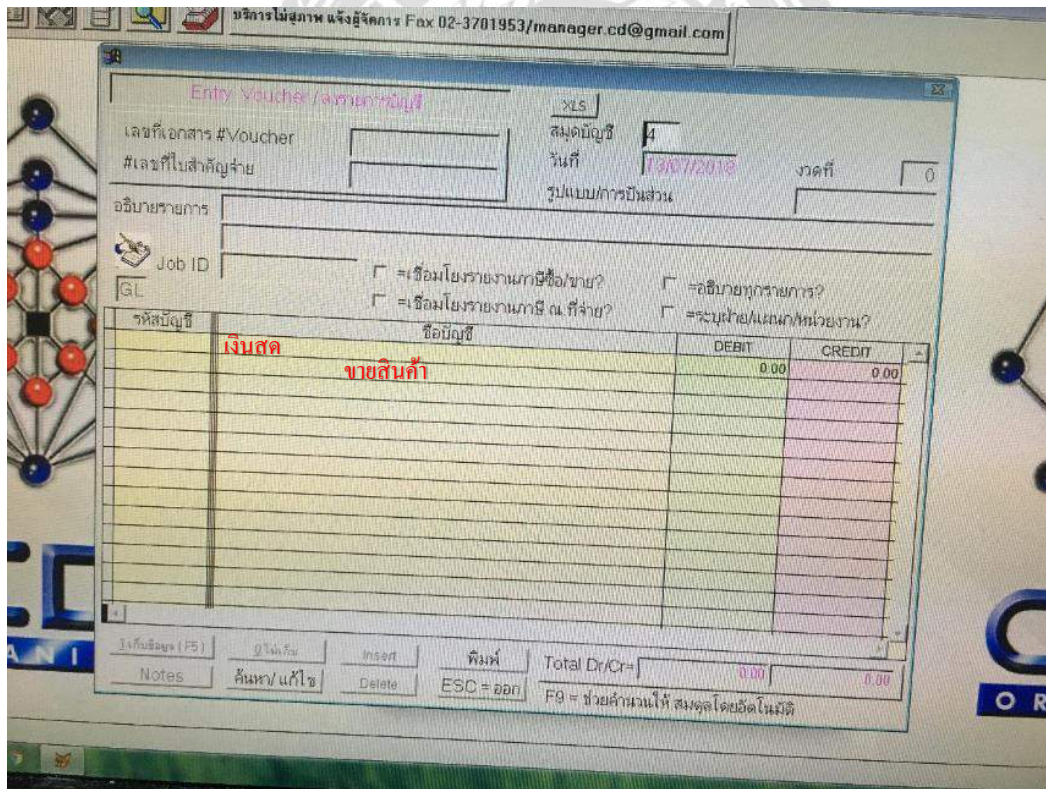 บริการไม่สุภาพ แจ้งผู้จัดการ Fax 02-3701953/manager.cd@gmail.com
Entry Voucher / ลงรายการบัญชี
XLS
เลขที่เอกสาร #Voucher
สมุดบัญชี 4
#เลขที่ใบสำคัญจ่าย
วันที่ 13/07/2018 งวดที่ 0
รูปแบบ/การปันส่วน
อธิบายรายการ
Job ID
=เชื่อมโยงรายงานภาษีซื้อ/ขาย? =อธิบายทุกรายการ?
GL
=เชื่อมโยงรายงานภาษี ณ ที่จ่าย? =ระบุฝ่าย/แผนก/หน่วยงาน?
รหัสบัญชี ชื่อบัญชี DEBIT CREDIT
เงินสด 0.00 0.00
ขายสินค้า
Insert พิมพ์ Total Dr/Cr= 0.00 0.00
Notes ค้นหา/แก้ไข Delete ESC = ออก F9 = ช่วยคำนวนให้ สมดุลโดยอัตโนมัติ